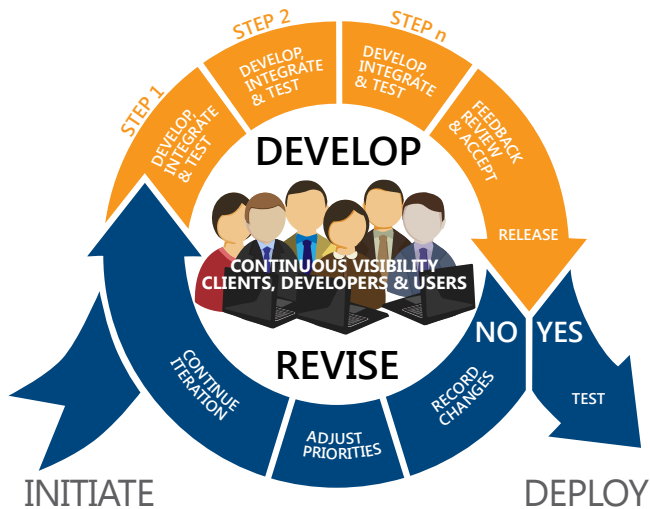 STEP 1
DEVELOP,
INTEGRATE
& TEST
STEP 2
DEVELOP,
INTEGRATE
& TEST
STEP n
DEVELOP,
INTEGRATE
& TEST
FEEDBACK
REVIEW
& ACCEPT
RELEASE
DEVELOP
CONTINUOUS VISIBILITY
CLIENTS, DEVELOPERS & USERS
REVISE
NO
YES
TEST
RECORD
CHANGES
ADJUST
PRIORITIES
CONTINUE
ITERATION
INITIATE
DEPLOY